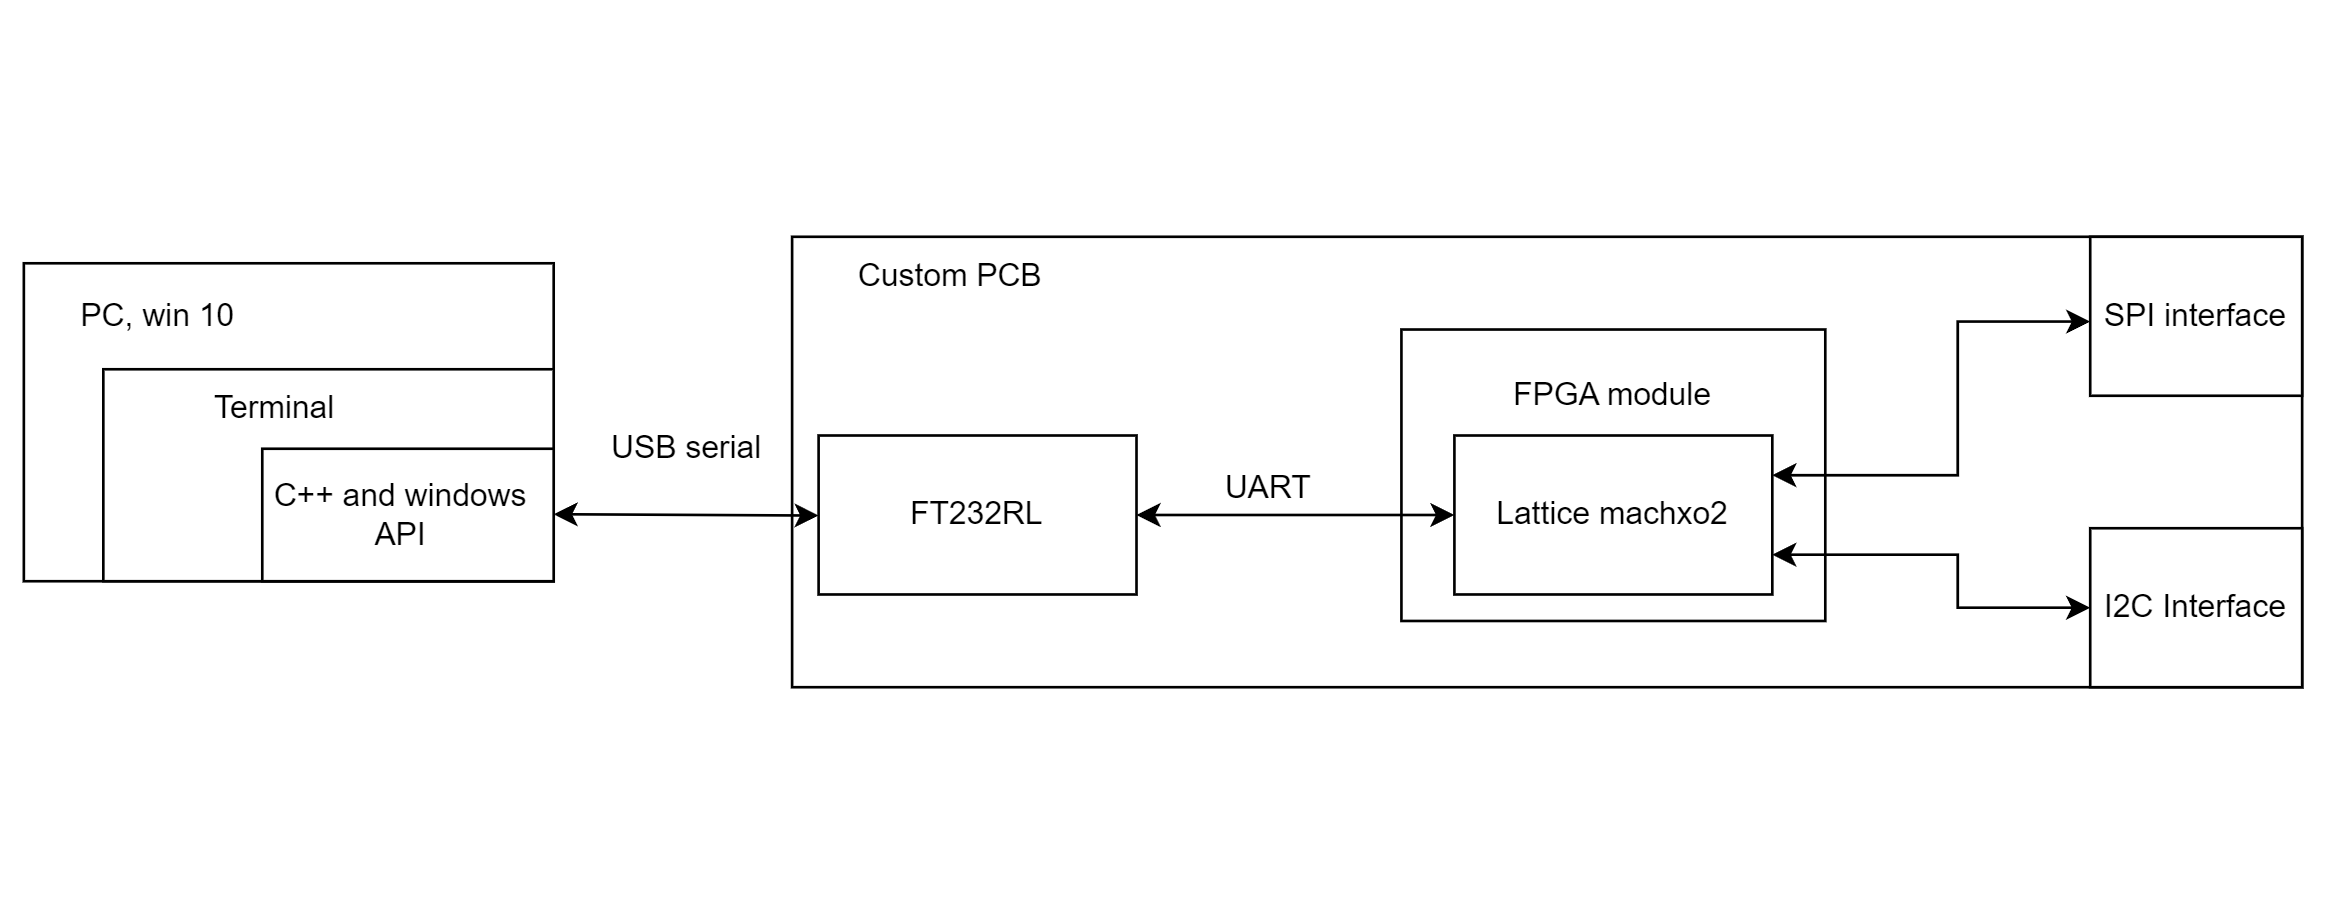 PC, win 10
Terminal
C++ and windows
API
USB serial
Custom PCB
FT232RL
UART
FPGA module
Lattice machxo2
SPI interface
I2C Interface